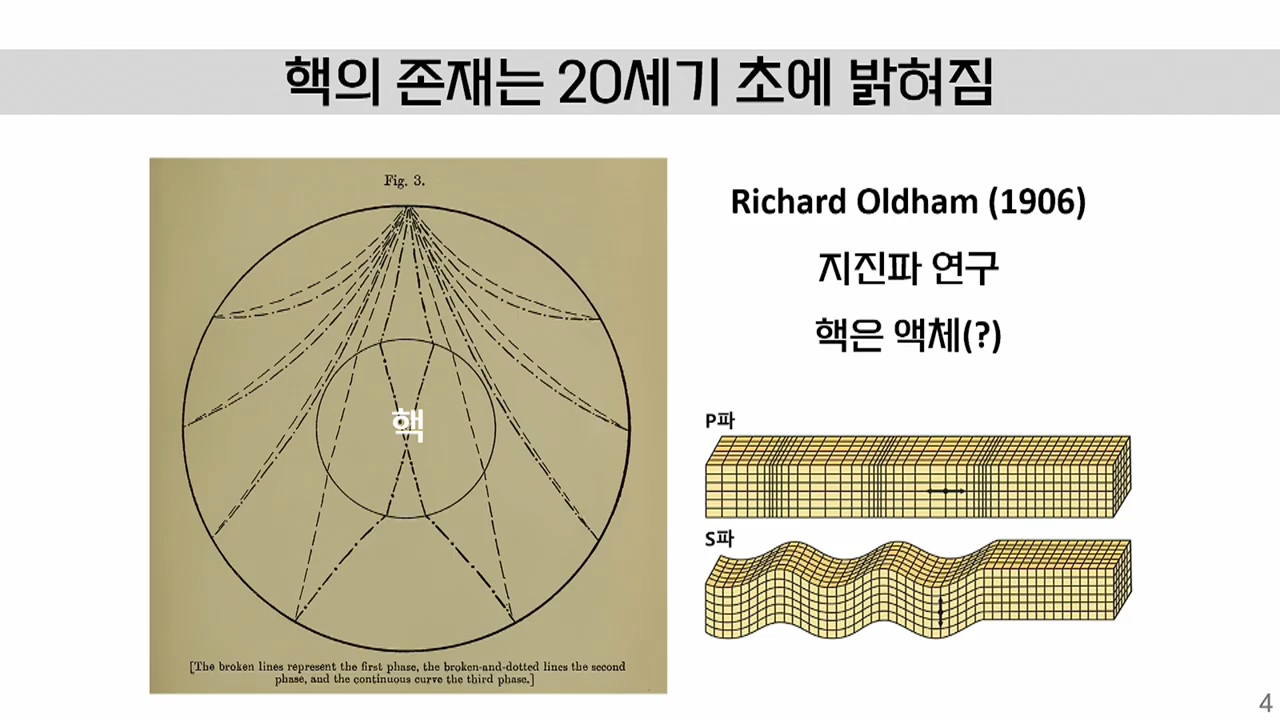 핵의 존재는 20세기 초에 밝혀짐
Fig. 3.
핵
[The broken lines represent the first phase, the broken-and-dotted lines the second
phase, and the continuous curve the third phase.]
Richard Oldham (1906)
지진파 연구
핵은 액체(?)
P파
S파
4